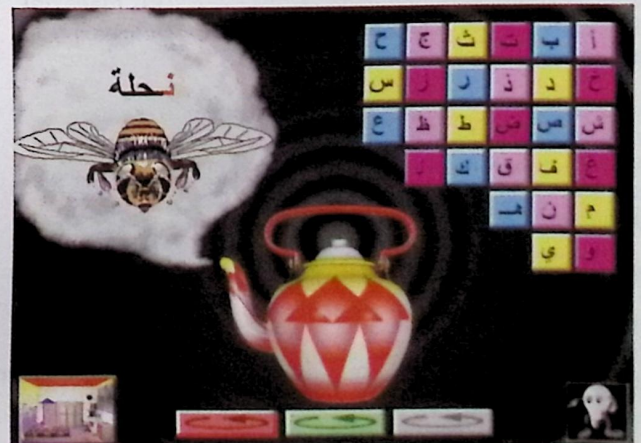 نحلة
أ ب ت ث ج ح
خ د ذ ر ز س
ش ص ض ط ظ ع
غ ف ق ك ل
م ن هـ
و ي